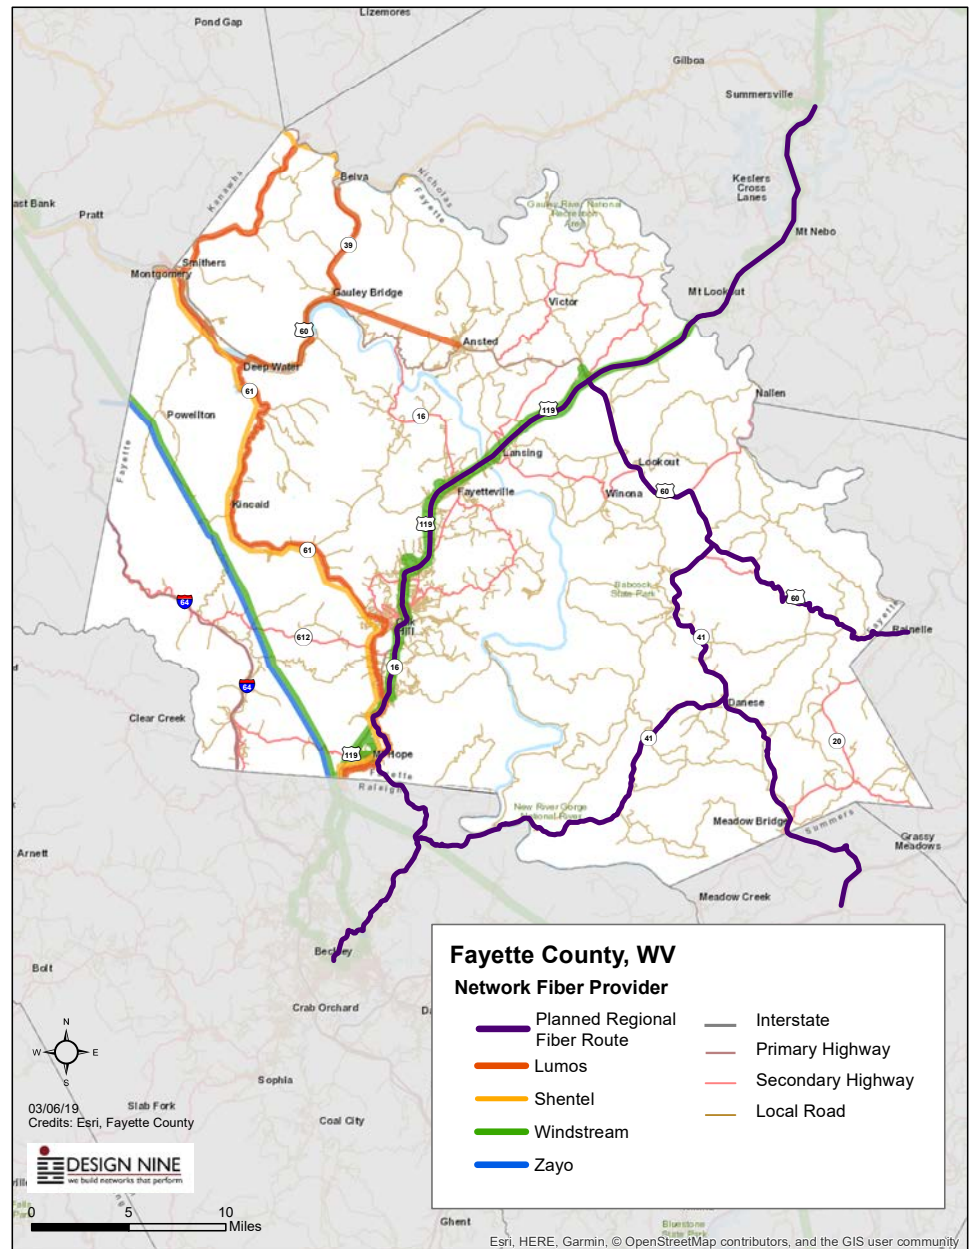 Lizemores
Pond Gap
Gilboa
Summersville
Belva
Nicholas
Fayette
Keslers
Cross
Lanes
Kanawha
ast Bank
Pratt
Gauley River National
Recreation
Area
Mt Nebo
39
Smithers
Montgomery
Gauley Bridge
Victor
Mt Lookout
60
Ansted
Deep Water
61
Nallen
Powellton
16
119
Lansing
Lookout
Fayette
Fayetteville
Winona
60
Kincaid
119
61
Babcock
State Park
64
60
Fayette
Rainelle
612
Hill
41
16
64
Danese
Clear Creek
41
20
119
Mt Hope
Fayette
Raleigh
New River Gorge
National River
Meadow Bridge
Summers
Grassy
Meadows
Arnett
Meadow Creek
Beckley
Bolt
Crab Orchard
Da
Fayette County, WV
Network Fiber Provider
Planned Regional
Fiber Route
Lumos
Shentel
Windstream
Zayo
Interstate
Primary Highway
Secondary Highway
Local Road
N
W E
S
Sophia
03/06/19
Credits: Esri, Fayette County
Slab Fork
Coal City
DESIGN NINE
we build networks that perform
0 5 10
Miles
Ghent
Bluestone
State Park
Esri, HERE, Garmin, © OpenStreetMap contributors, and the GIS user community